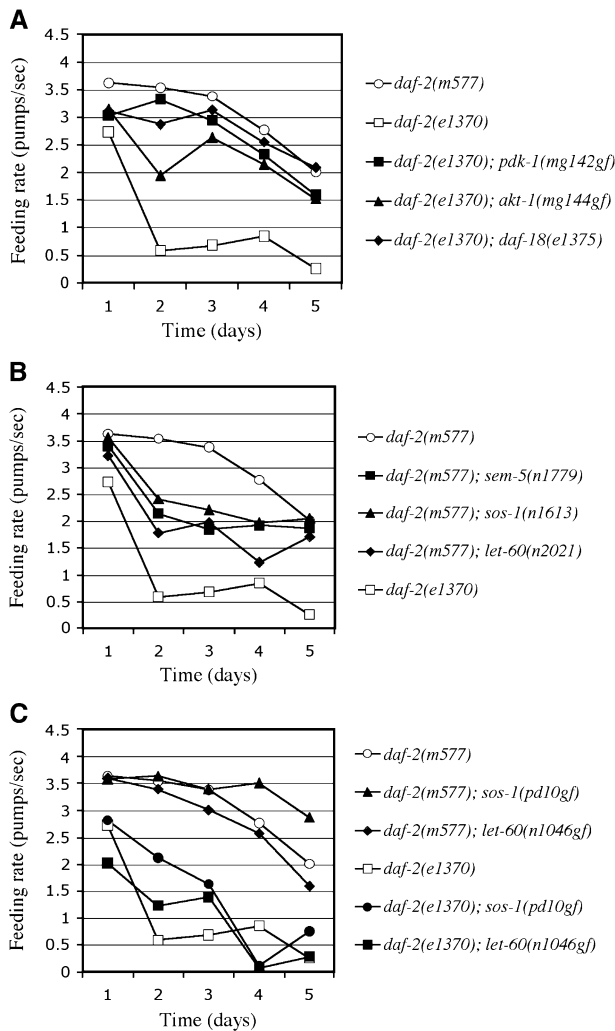 A
4.5
4
3.5
3
2.5
2
1.5
1
0.5
0
Feeding rate (pumps/sec)
1 2 3 4 5
Time (days)
daf-2(m577)
daf-2(e1370)
daf-2(e1370); pdk-1(mg142gf)
daf-2(e1370); akt-1(mg144gf)
daf-2(e1370); daf-18(e1375)
B
4.5
4
3.5
3
2.5
2
1.5
1
0.5
0
Feeding rate (pumps/sec)
1 2 3 4 5
Time (days)
daf-2(m577)
daf-2(m577); sem-5(n1779)
daf-2(m577); sos-1(n1613)
daf-2(m577); let-60(n2021)
daf-2(e1370)
C
4.5
4
3.5
3
2.5
2
1.5
1
0.5
0
Feeding rate (pumps/sec)
1 2 3 4 5
Time (days)
daf-2(m577)
daf-2(m577); sos-1(pd10gf)
daf-2(m577); let-60(n1046gf)
daf-2(e1370)
daf-2(e1370); sos-1(pd10gf)
daf-2(e1370); let-60(n1046gf)